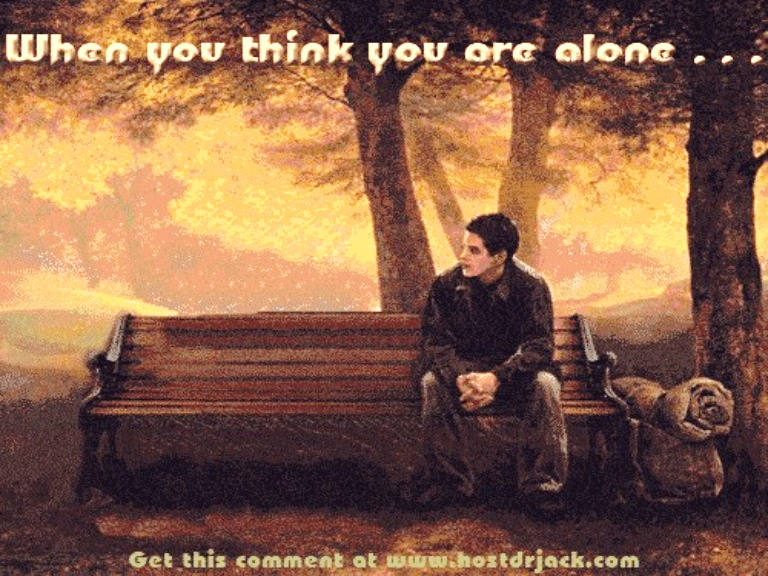 When you think you are alone . . .
Get this comment at www.hostdrjack.com